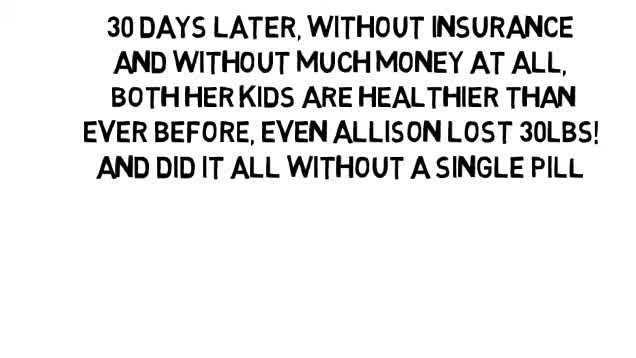 30 DAYS LATER, WITHOUT INSURANCE
AND WITHOUT MUCH MONEY AT ALL,
BOTH HER KIDS ARE HEALTHIER THAN
EVER BEFORE, EVEN ALLISON LOST 30LBS!
AND DID IT ALL WITHOUT A SINGLE PILL